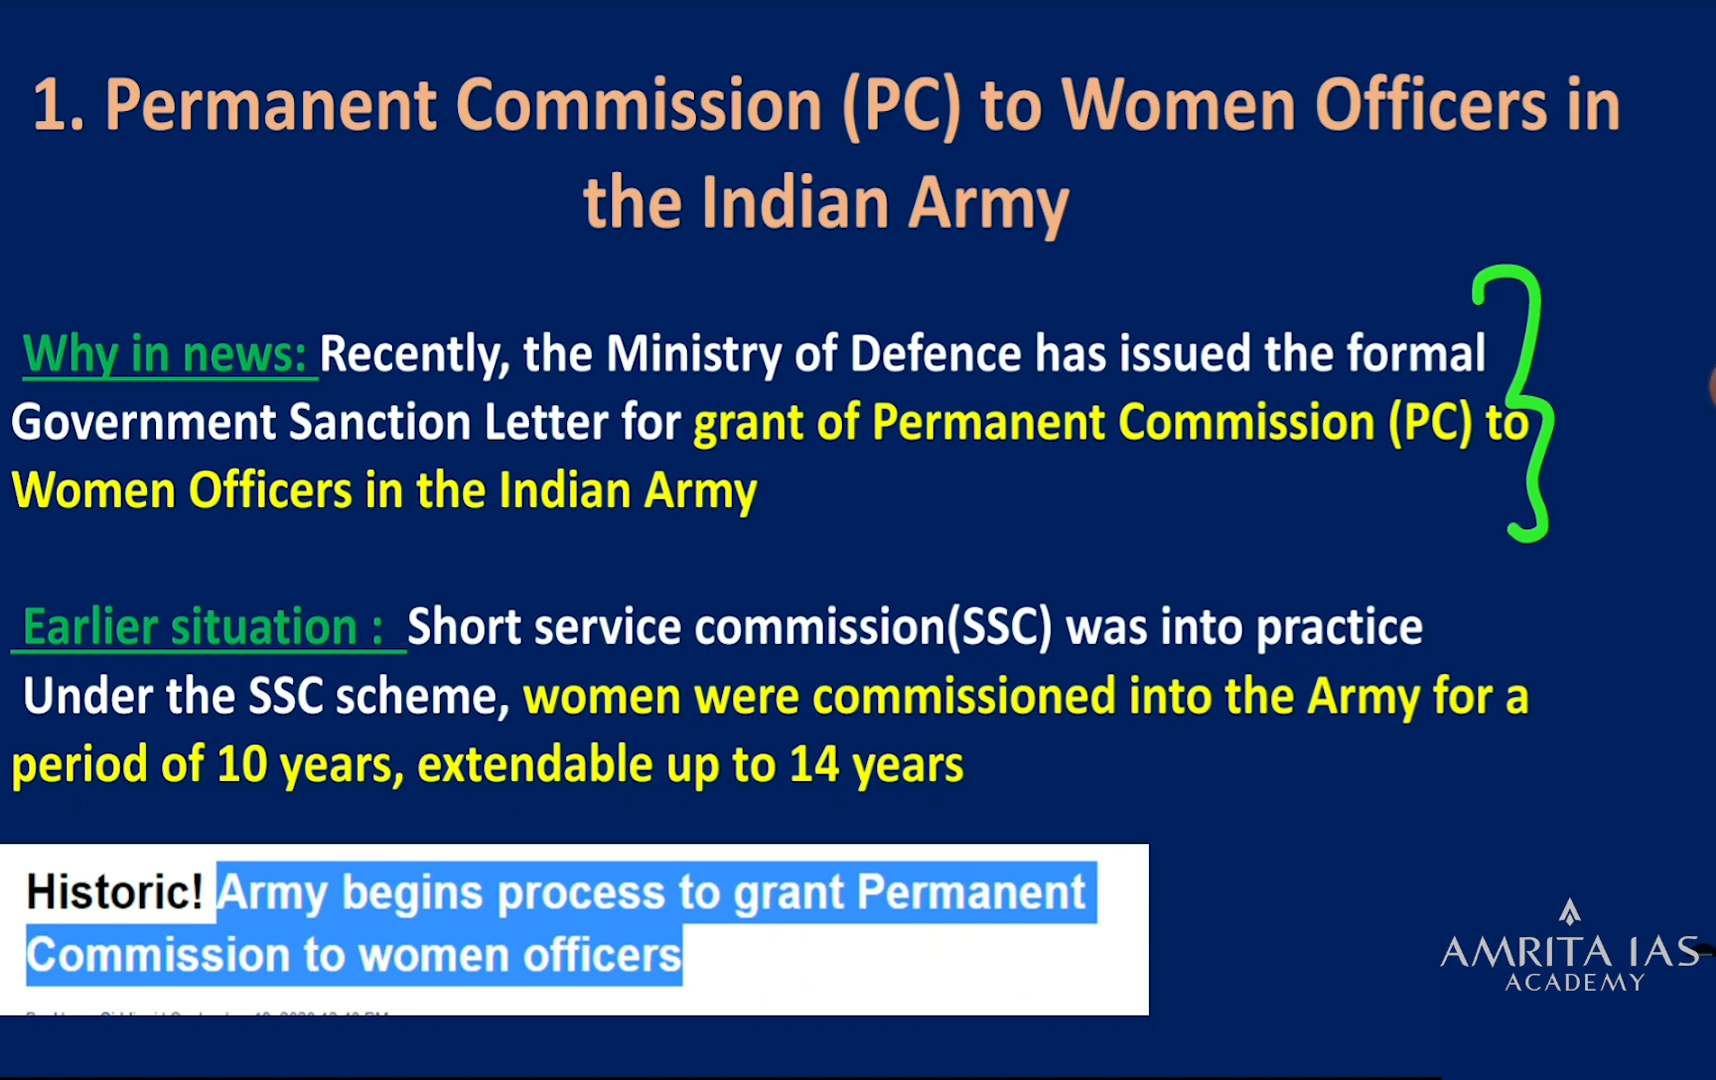 1. Permanent Commission (PC) to Women Officers in
the Indian Army
Why in news: Recently, the Ministry of Defence has issued the formal
Government Sanction Letter for grant of Permanent Commission (PC) to
Women Officers in the Indian Army
Earlier situation : Short service commission(SSC) was into practice
Under the SSC scheme, women were commissioned into the Army for a
period of 10 years, extendable up to 14 years
Historic! Army begins process to grant Permanent
Commission to women officers
AMRITA IAS
ACADEMY